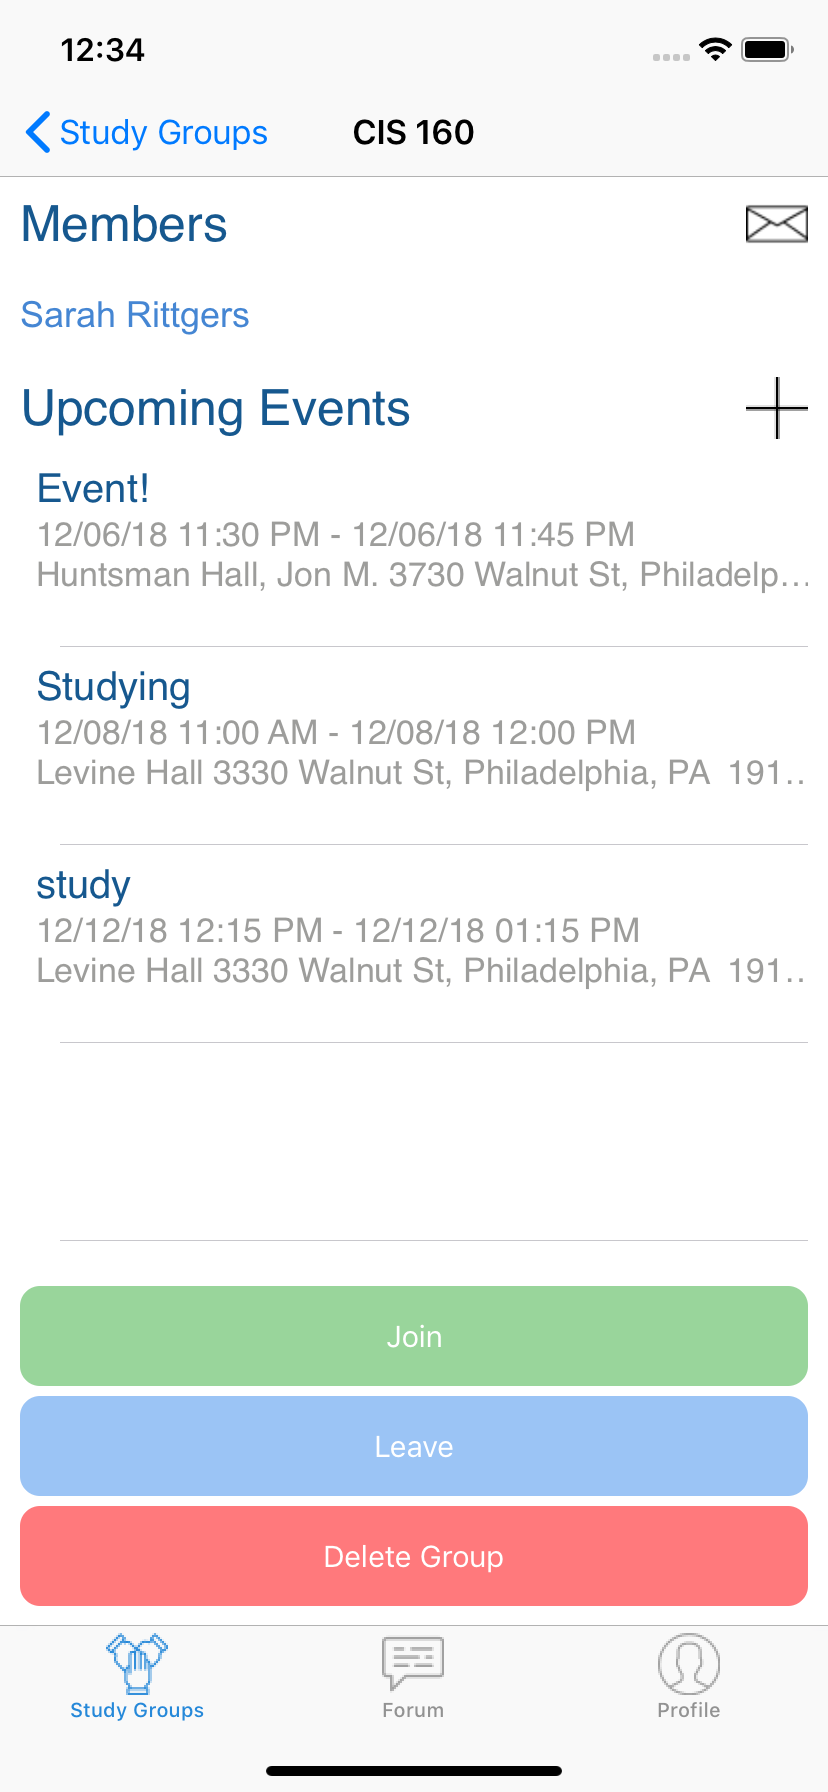 12:34
Study Groups
CIS 160
Members
Sarah Rittgers
Upcoming Events
Event!
12/06/18 11:30 PM - 12/06/18 11:45 PM
Huntsman Hall, Jon M. 3730 Walnut St, Philadelp...
Studying
12/08/18 11:00 AM - 12/08/18 12:00 PM
Levine Hall 3330 Walnut St, Philadelphia, PA  191..
study
12/12/18 12:15 PM - 12/12/18 01:15 PM
Levine Hall 3330 Walnut St, Philadelphia, PA  191..
Join
Leave
Delete Group
Study Groups
Forum
Profile